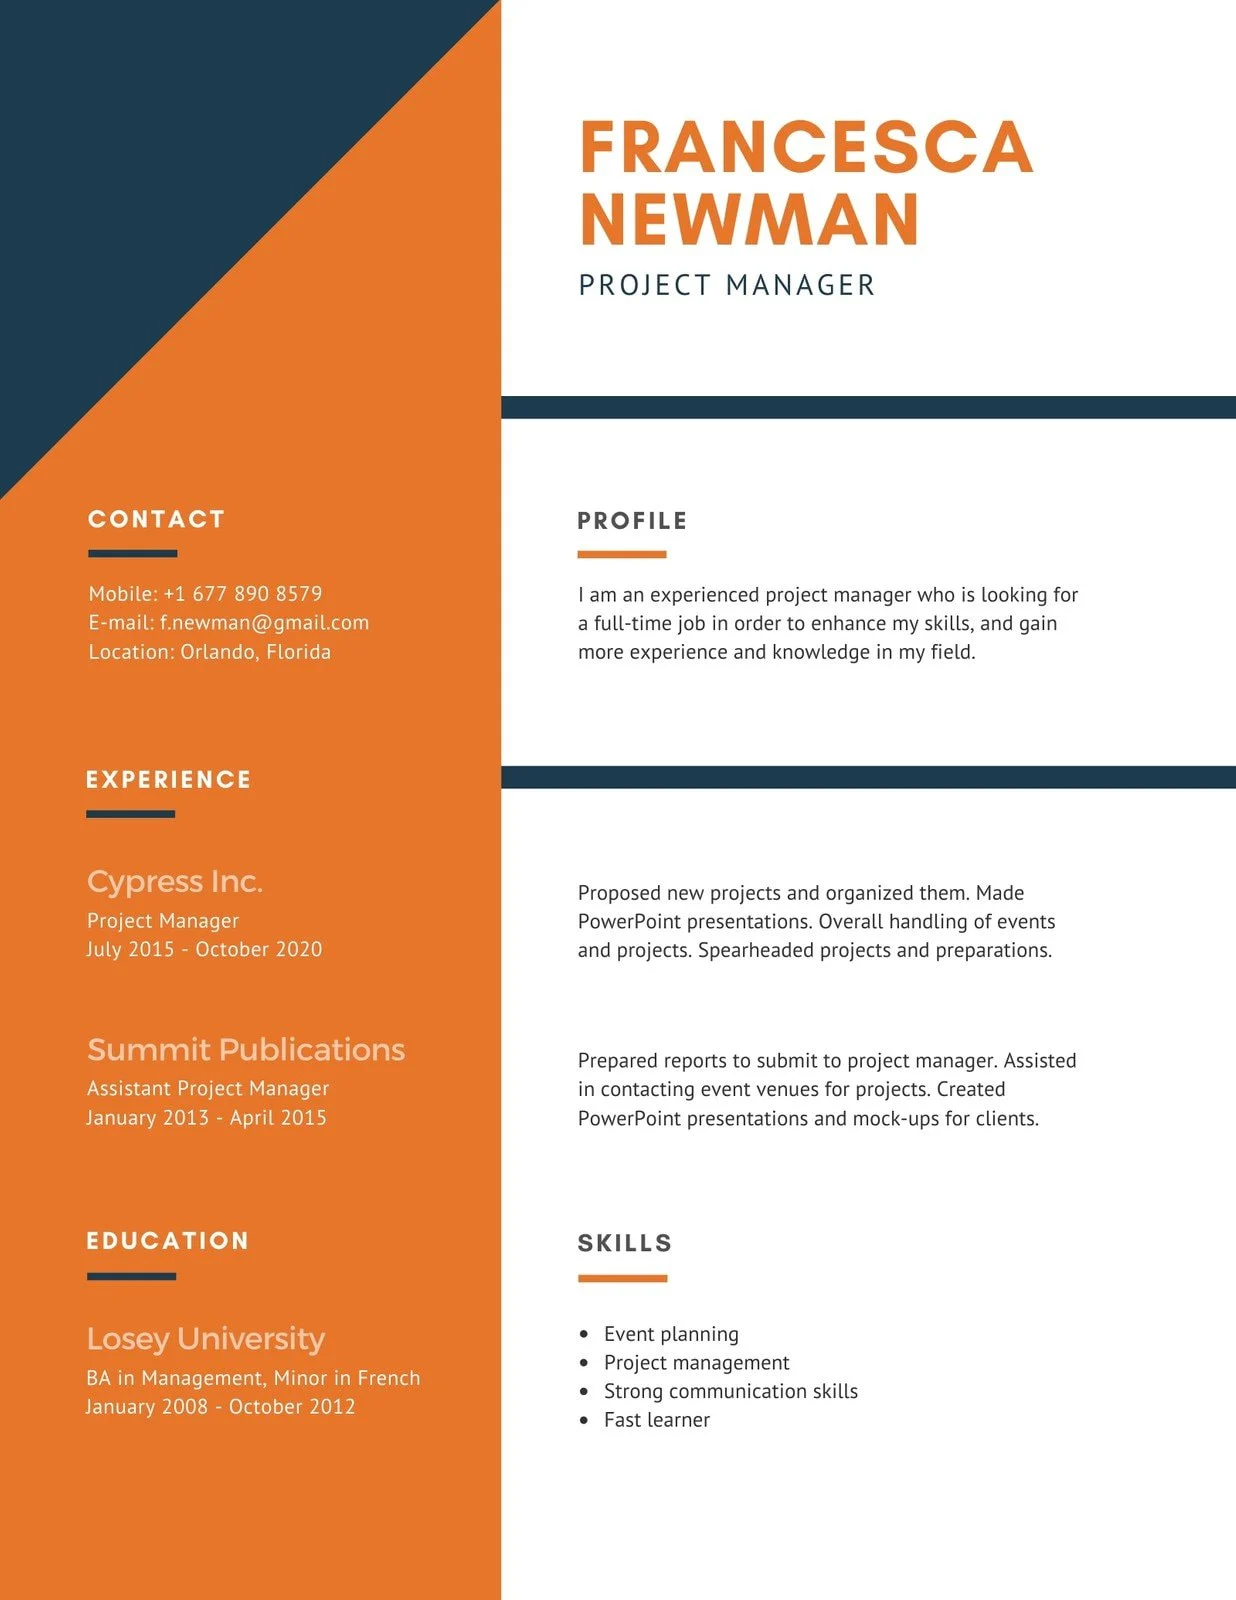 FRANCESCA
NEWMAN
PROJECT MANAGER
CONTACT
Mobile: +1 677 890 8579
E-mail: f.newman@gmail.com
Location: Orlando, Florida
PROFILE
I am an experienced project manager who is looking for
a full-time job in order to enhance my skills, and gain
more experience and knowledge in my field.
EXPERIENCE
Cypress Inc.
Project Manager
July 2015 - October 2020
Proposed new projects and organized them. Made
PowerPoint presentations. Overall handling of events
and projects. Spearheaded projects and preparations.
Summit Publications
Assistant Project Manager
January 2013 - April 2015
Prepared reports to submit to project manager. Assisted
in contacting event venues for projects. Created
PowerPoint presentations and mock-ups for clients.
EDUCATION
Losey University
BA in Management, Minor in French
January 2008 - October 2012
SKILLS
• Event planning
• Project management
• Strong communication skills
• Fast learner